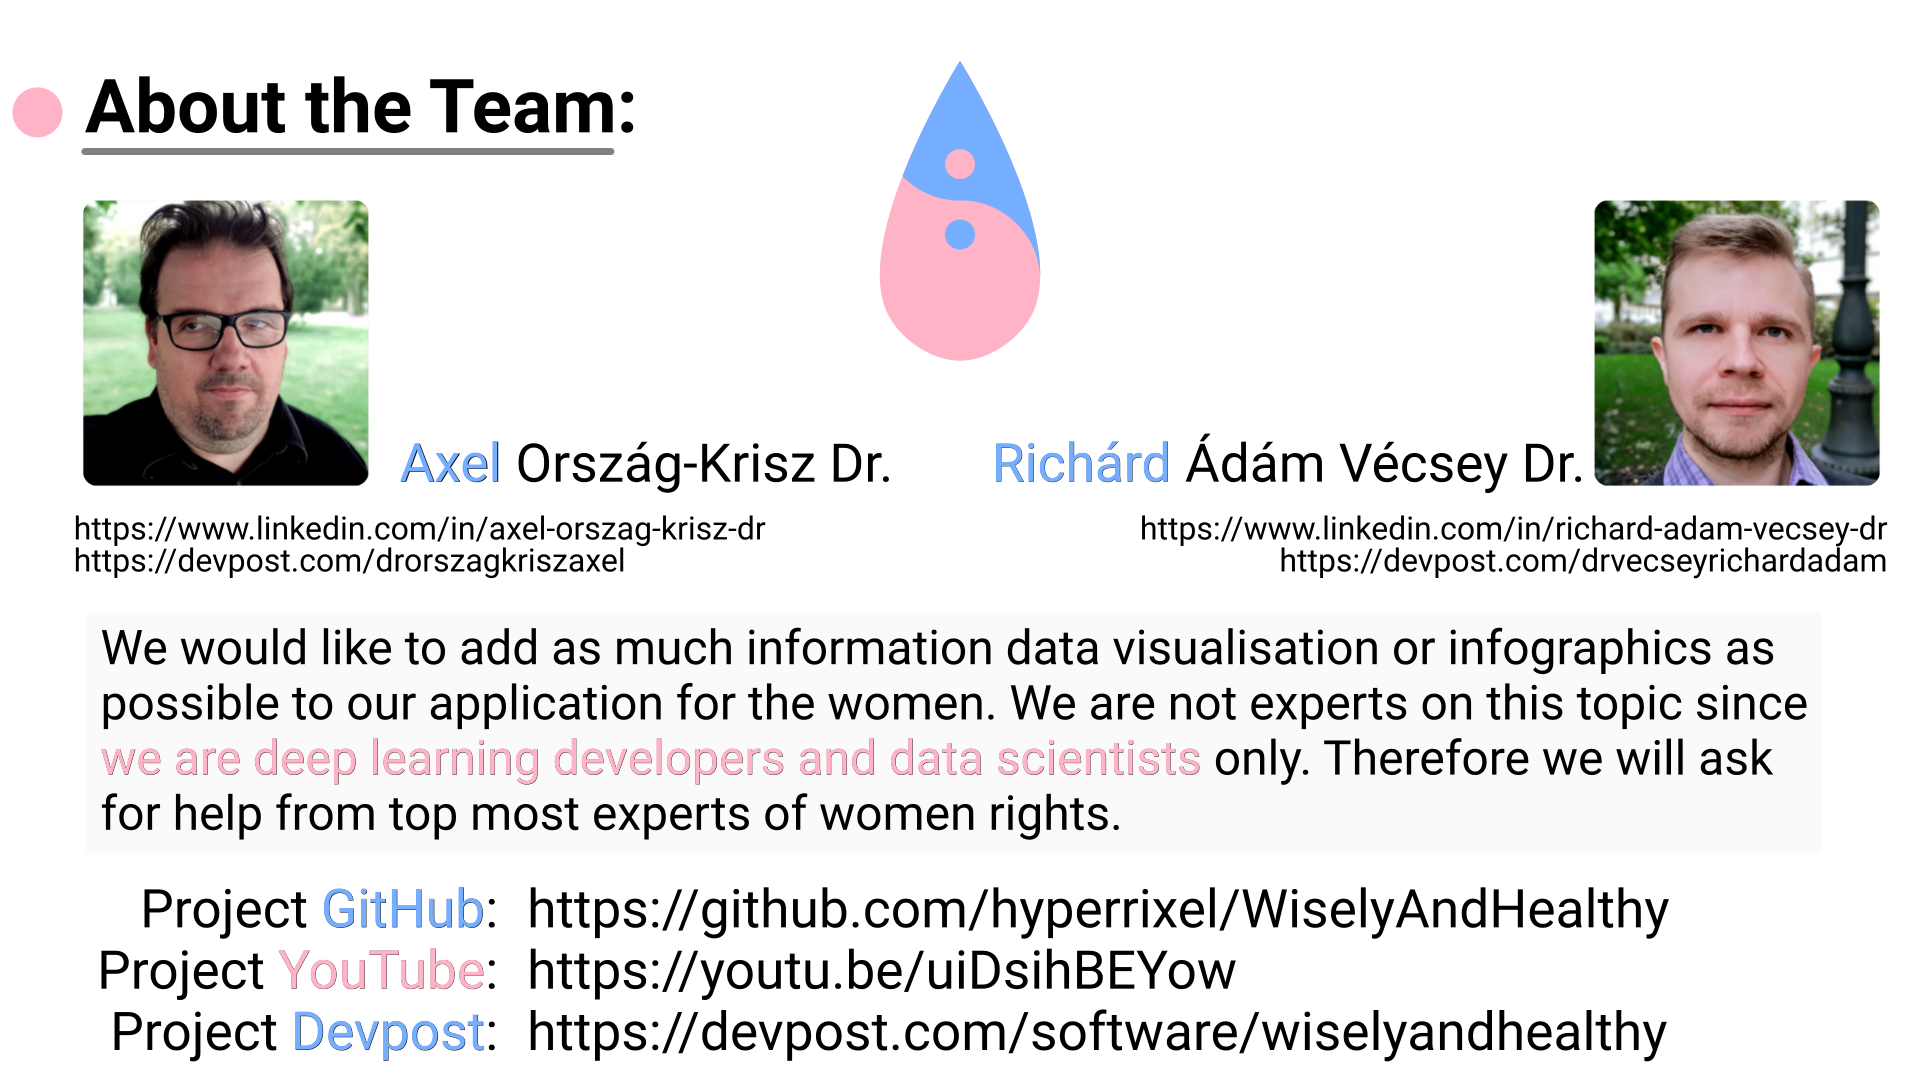 About the Team:
AxelOrszág-Krisz Dr.
Richárd Ádám Vécsey Dr.
https://www.linkedin.com/in/axel-orszag-krisz-dr
https://devpost.com/drorszagkriszaxel
https://www.linkedin.com/in/richard-adam-vecsey-dr
https://devpost.com/drvecseyrichardadam
We would like to add as much information data visualisation or infographics as
possible to our application for the women. We are not experts on this topic since
we are deep learning developers and data scientists only. Therefore we will ask
for help from top most experts of women rights.
Project GitHub: https://github.com/hyperrixel/WiselyAndHealthy
Project YouTube: https://youtu.be/uiDsihBEYow
Project Devpost: https://devpost.com/software/wiselyandhealthy